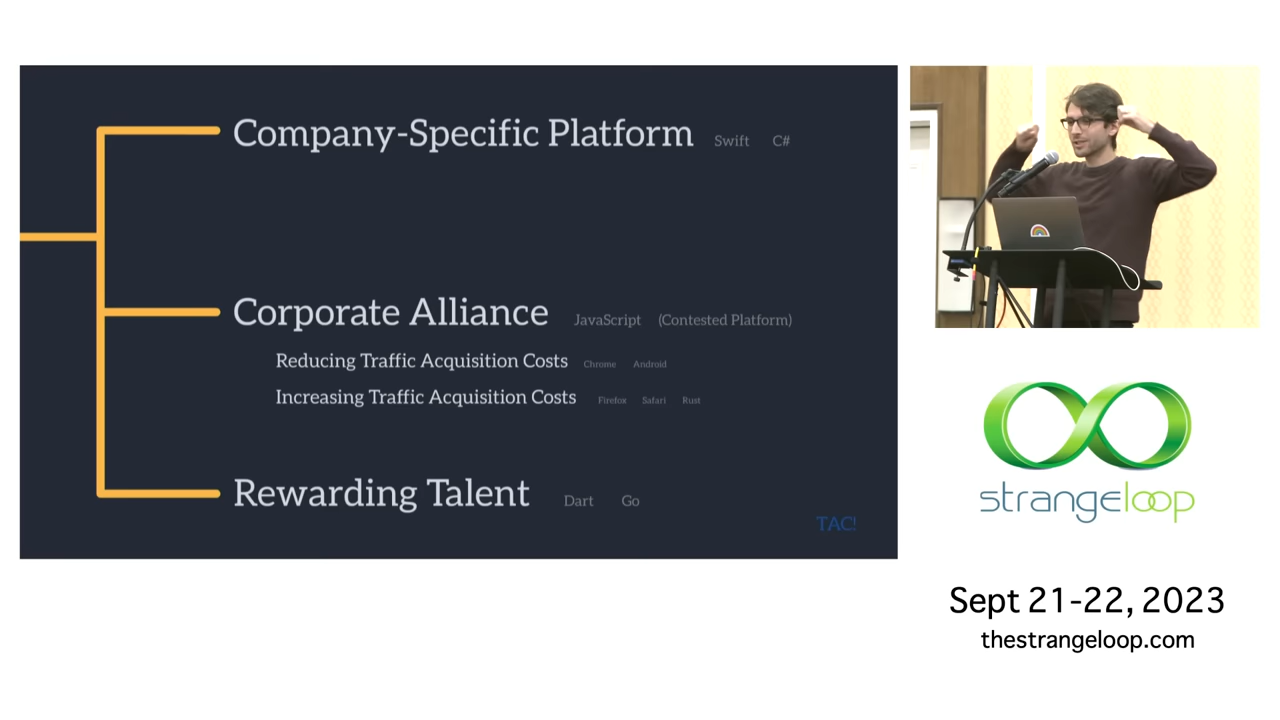 Company-Specific Platform Swift C#
Corporate Alliance JavaScript (Contested Platform)
Reducing Traffic Acquisition Costs Chrome Android
Increasing Traffic Acquisition Costs Firefox Safari Rust
Rewarding Talent Dart Go
TAC!
strangeloop
Sept 21-22, 2023
thestrangeloop.com